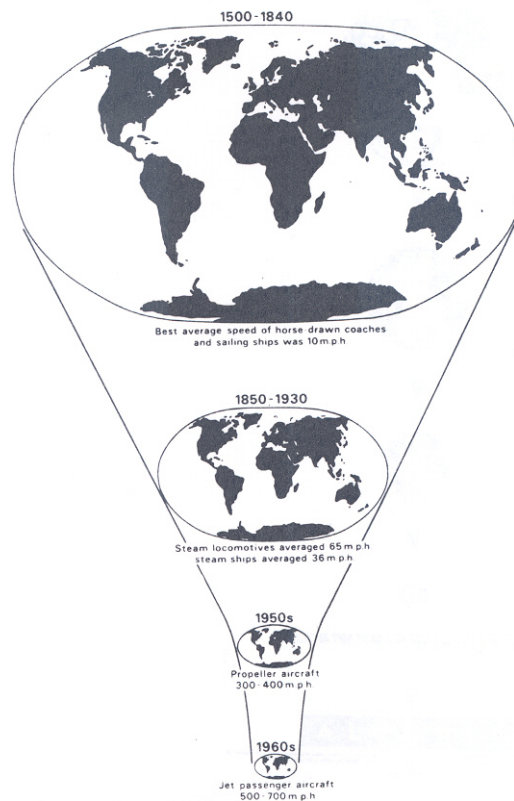 1500-1840
Best average speed of horse drawn coaches
and sailing ships was 10 m.p.h.
1850-1930
Steam locomotives averaged 65 m.p.h.
steam ships averaged 36 m.p.h.
1950s
Propeller aircraft
300-400 m.p.h.
1960s
Jet passenger aircraft
500-700 m.p.h.